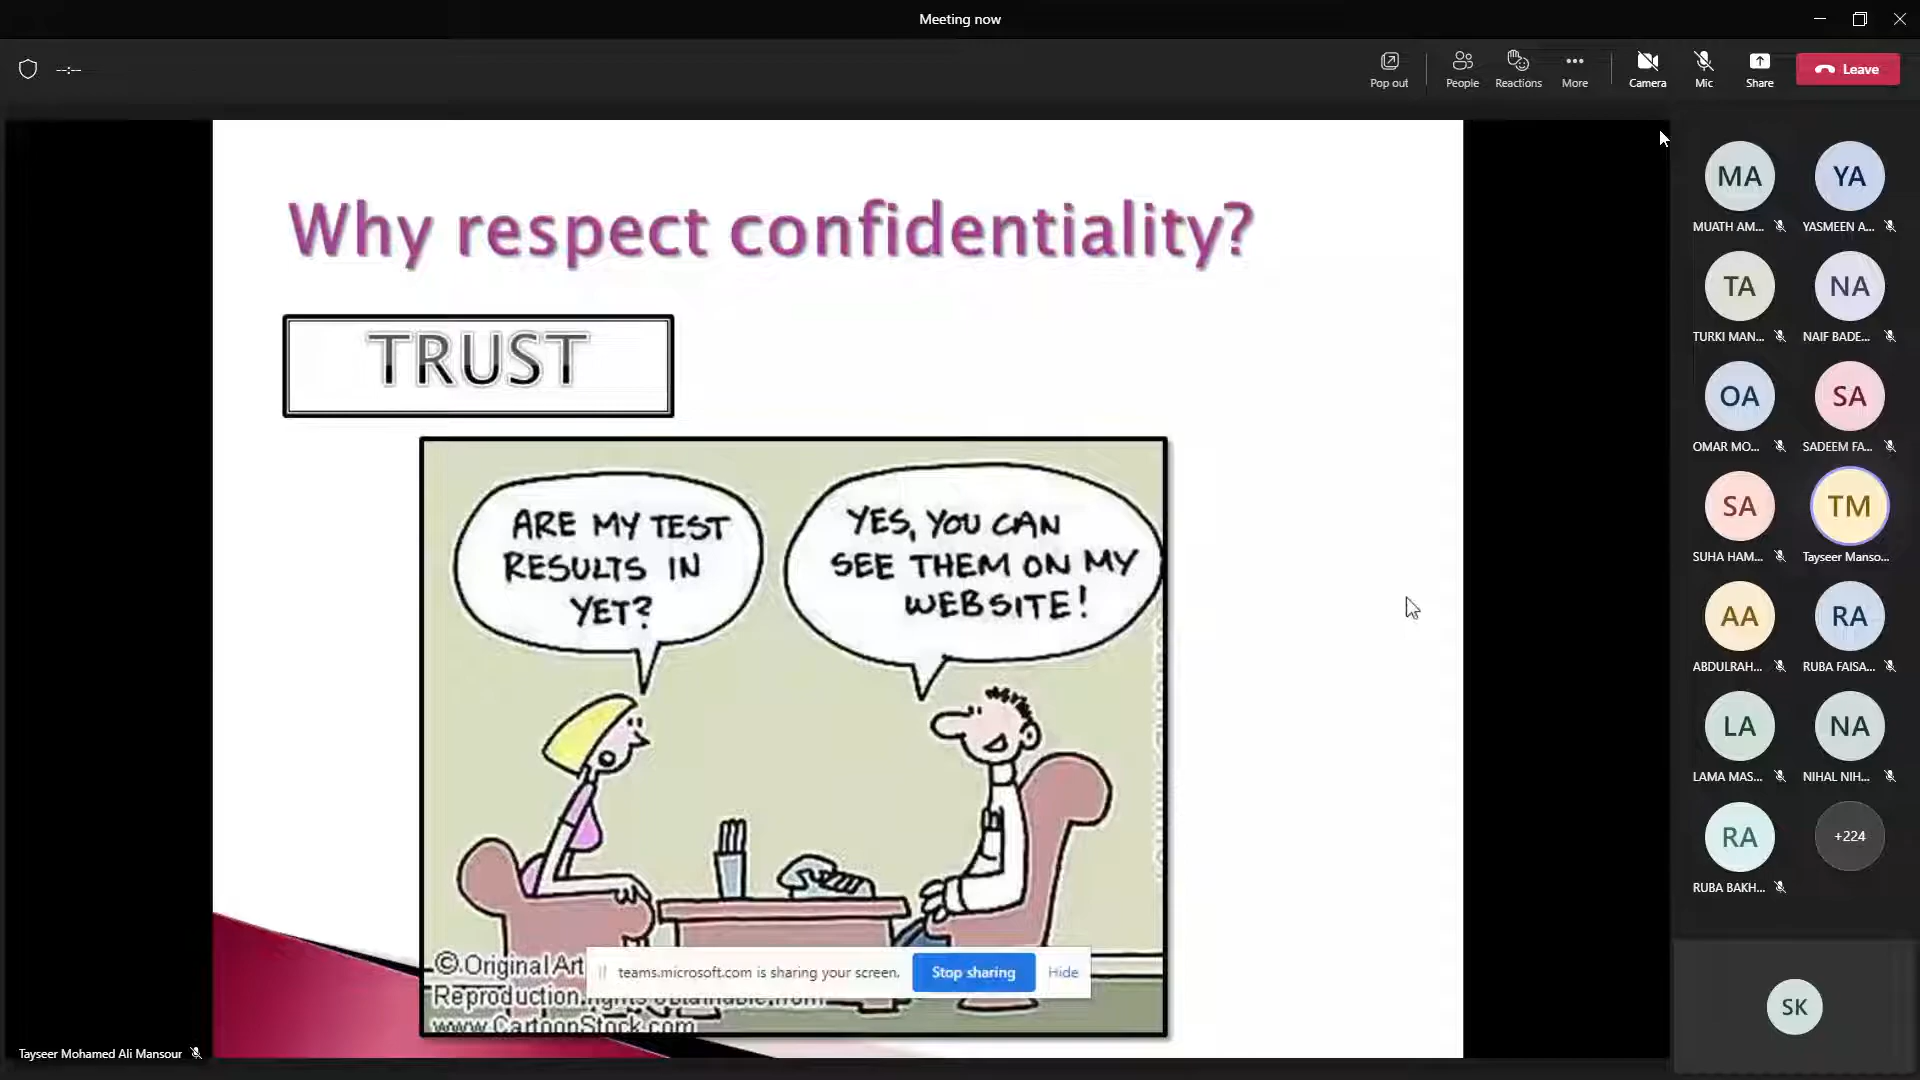 Meeting now
--:--
Pop out
People
Reactions
More
Camera
Mic
Share
Leave
Why respect confidentiality?
TRUST
ARE MY TEST
RESULTS IN
YET?
YES, YOU CAN
SEE THEM ON MY
WEBSITE!
© Original Art
Reproduction rights obtainable from
www.CartoonStock.com
teams.microsoft.com is sharing your screen.
Stop sharing
Hide
Tayseer Mohamed Ali Mansour
MA
YA
MUATH AM...
YASMEEN A...
TA
NA
TURKI MAN...
NAIF BADE...
OA
SA
OMAR MO...
SADEEM FA...
SA
TM
SUHA HAM...
Tayseer Manso...
AA
RA
ABDULRAH...
RUBA FAISA...
LA
NA
LAMA MAS...
NIHAL NIH...
RA
+224
RUBA BAKH...
SK